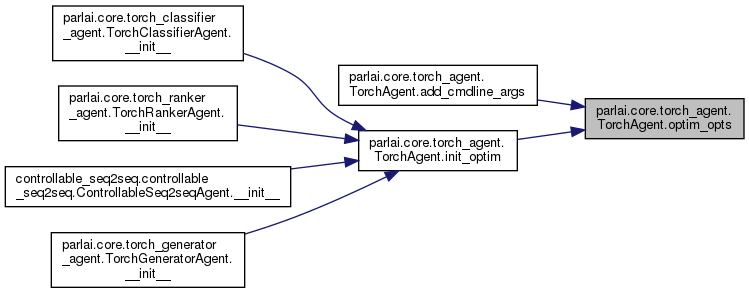 parlai.core.torch_classifier
_agent.TorchClassifierAgent.
__init__
parlai.core.torch_ranker
_agent.TorchRankerAgent.
__init__
controllable_seq2seq.controllable
_seq2seq.ControllableSeq2seqAgent.__init__
parlai.core.torch_generator
_agent.TorchGeneratorAgent.
__init__
parlai.core.torch_agent.
TorchAgent.add_cmdline_args
parlai.core.torch_agent.
TorchAgent.init_optim
parlai.core.torch_agent.
TorchAgent.optim_opts